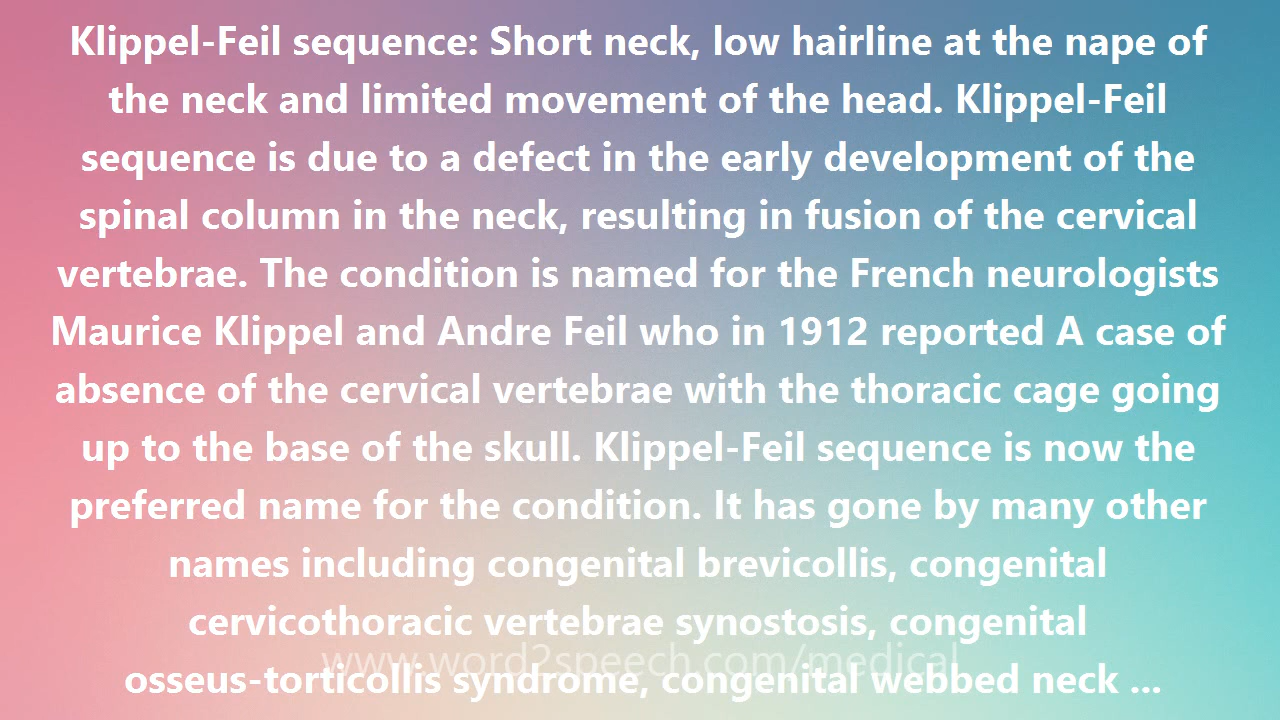 Klippel-Feil sequence: Short neck, low hairline at the nape of
the neck and limited movement of the head. Klippel-Feil
sequence is due to a defect in the early development of the
spinal column in the neck, resulting in fusion of the cervical
vertebrae. The condition is named for the French neurologists
Maurice Klippel and Andre Feil who in 1912 reported A case of
absence of the cervical vertebrae with the thoracic cage going
up to the base of the skull. Klippel-Feil sequence is now the
preferred name for the condition. It has gone by many other
names including congenital brevicollis, congenital
cervicothoracic vertebrae synostosis, congenital
www.word2speech.com/medical
osseus-torticollis syndrome, congenital webbed neck ...